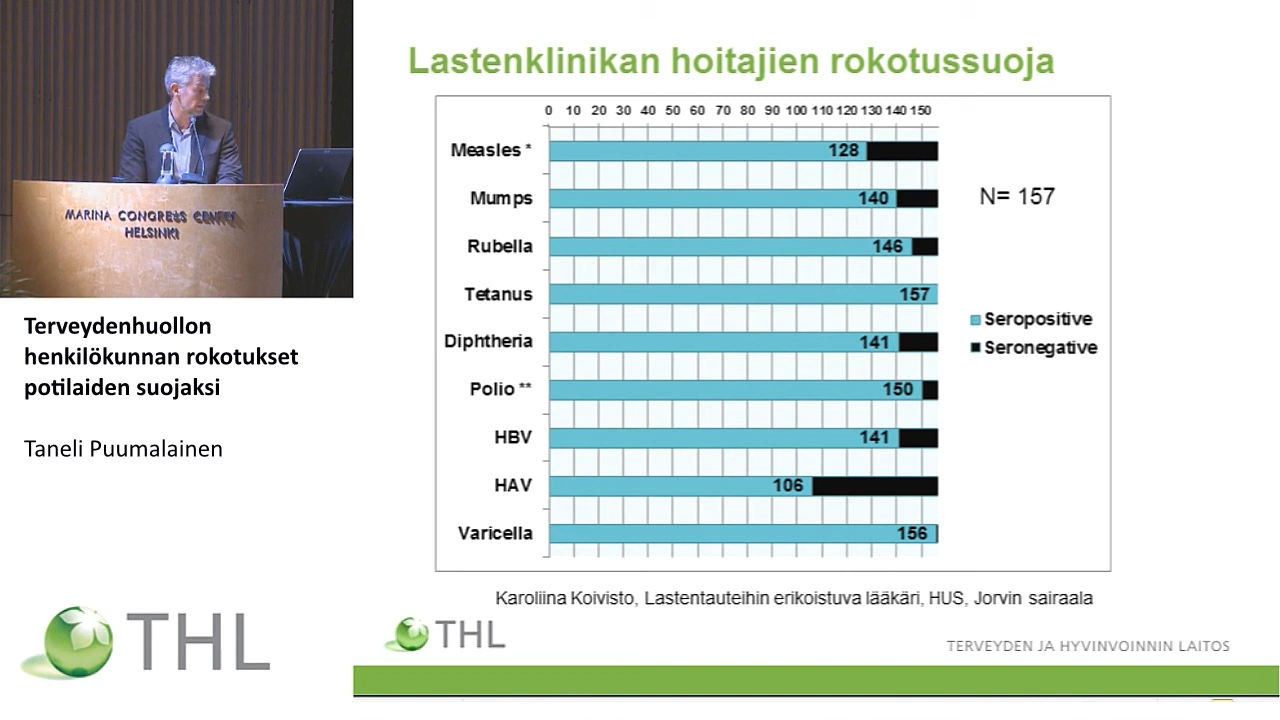 MARINA CONGRESS CENTER
HELSINKI
Terveydenhuollon
henkilökunnan rokotukset
potilaiden suojaksi
Taneli Puumalainen
THL
Lastenklinikan hoitajien rokotussuoja
0 10 20 30 40 50 60 70 80 90 100 110 120 130 140 150
Measles * 128
Mumps 140
N= 157
Rubella 146
Tetanus 157
Seropositive
Diphtheria 141
Seronegative
Polio ** 150
HBV 141
HAV 106
Varicella 156
Karoliina Koivisto, Lastentauteihin erikoistuva lääkäri, HUS, Jorvin sairaala
THL
TERVEYDEN JA HYVINVOINNIN LAITOS